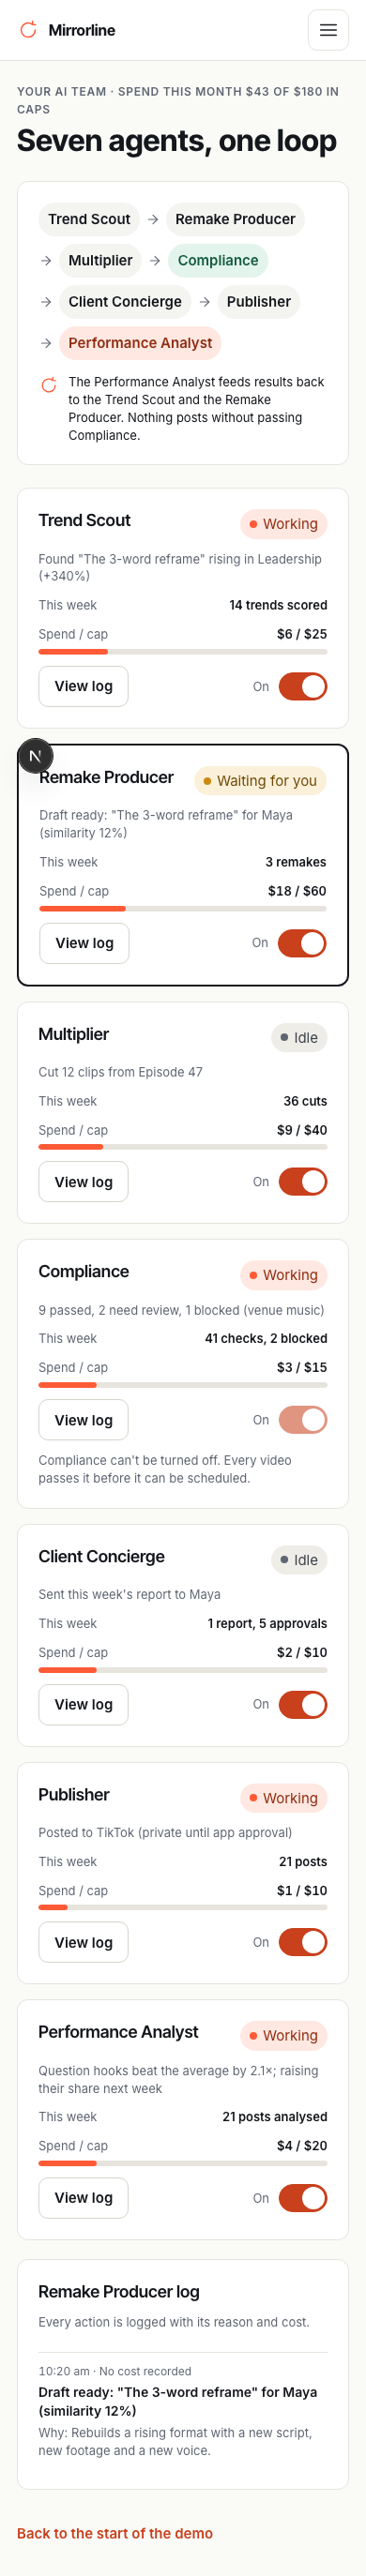 Mirrorline
YOUR AI TEAM · SPEND THIS MONTH $43 OF $180 IN
CAPS
Seven agents, one loop
Trend Scout → Remake Producer
→ Multiplier → Compliance
→ Client Concierge → Publisher
→ Performance Analyst
The Performance Analyst feeds results back
to the Trend Scout and the Remake
Producer. Nothing posts without passing
Compliance.
Trend Scout
Working
Found "The 3-word reframe" rising in Leadership
(+340%)
This week 14 trends scored
Spend / cap $6 / $25
View log On
N
Remake Producer
Waiting for you
Draft ready: "The 3-word reframe" for Maya
(similarity 12%)
This week 3 remakes
Spend / cap $18 / $60
View log On
Multiplier
Idle
Cut 12 clips from Episode 47
This week 36 cuts
Spend / cap $9 / $40
View log On
Compliance
Working
9 passed, 2 need review, 1 blocked (venue music)
This week 41 checks, 2 blocked
Spend / cap $3 / $15
View log On
Compliance can't be turned off. Every video
passes it before it can be scheduled.
Client Concierge
Idle
Sent this week's report to Maya
This week 1 report, 5 approvals
Spend / cap $2 / $10
View log On
Publisher
Working
Posted to TikTok (private until app approval)
This week 21 posts
Spend / cap $1 / $10
View log On
Performance Analyst
Working
Question hooks beat the average by 2.1×; raising
their share next week
This week 21 posts analysed
Spend / cap $4 / $20
View log On
Remake Producer log
Every action is logged with its reason and cost.
10:20 am · No cost recorded
Draft ready: "The 3-word reframe" for Maya
(similarity 12%)
Why: Rebuilds a rising format with a new script,
new footage and a new voice.
Back to the start of the demo